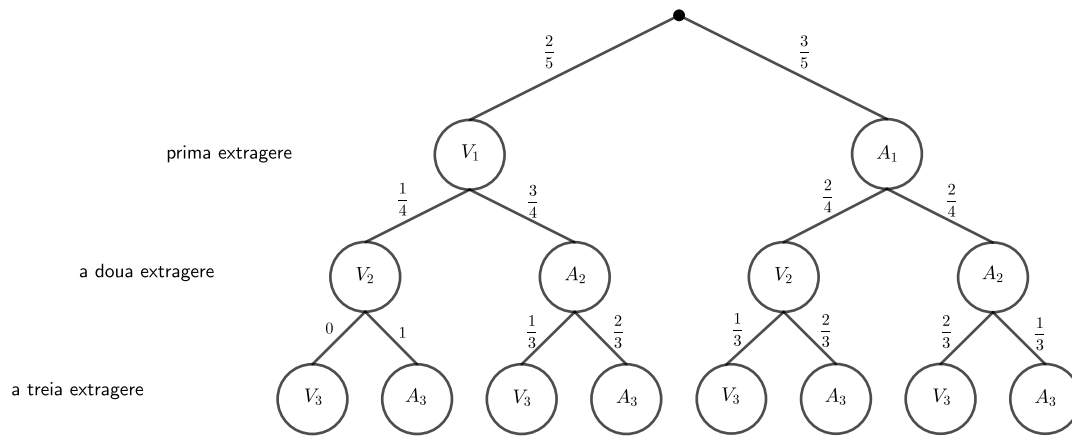 2/5 3/5
prima extragere V₁ A₁
1/4 3/4 2/4 2/4
a doua extragere V₂ A₂ V₂ A₂
0 1 1/3 2/3 1/3 2/3 2/3 1/3
a treia extragere V₃ A₃ V₃ A₃ V₃ A₃ V₃ A₃